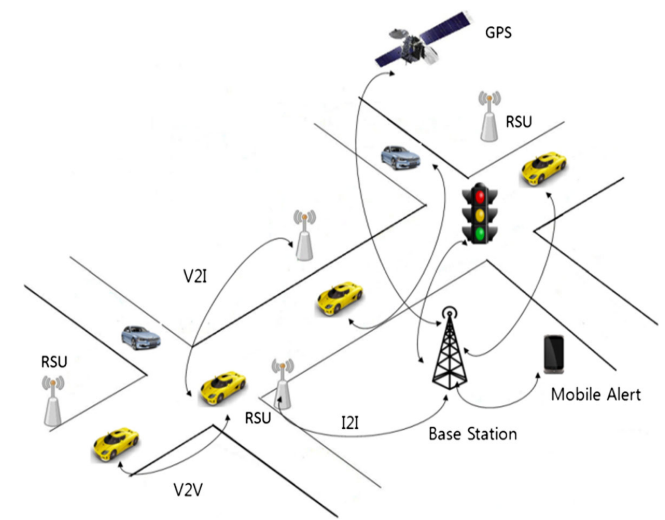 GPS
RSU
V2I
RSU
RSU
I2I
Base Station
Mobile Alert
V2V